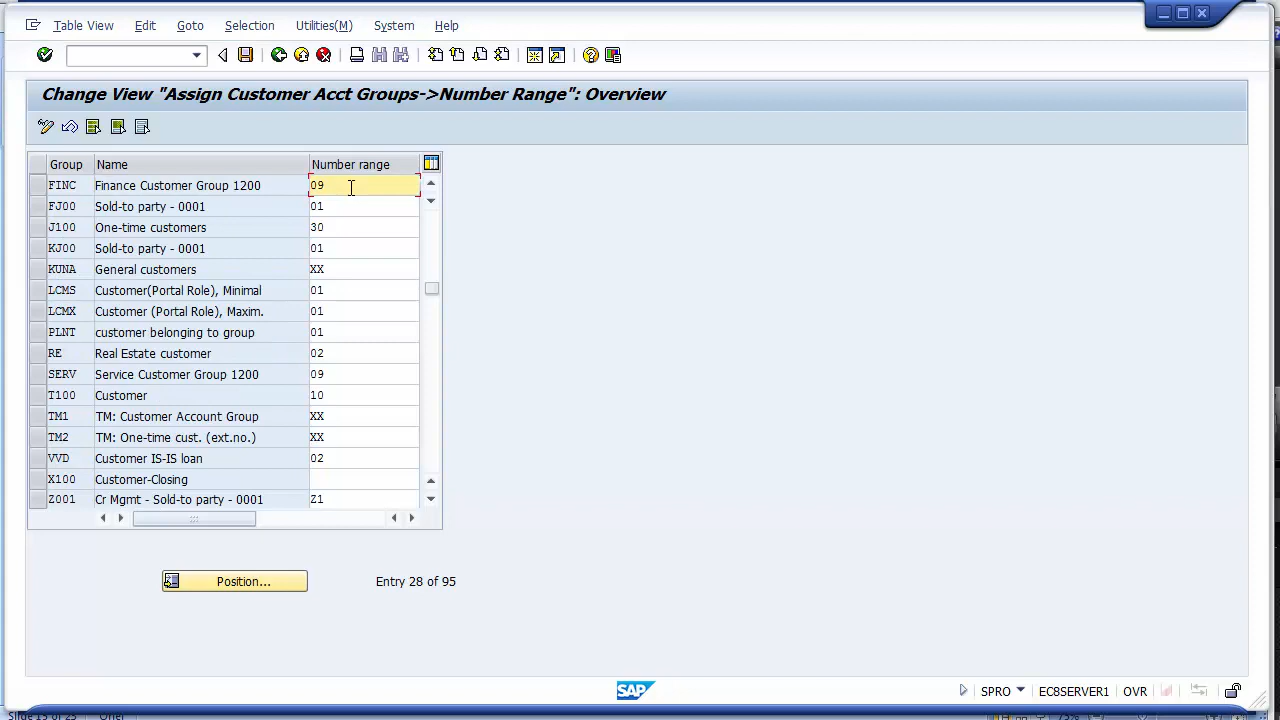 Table View Edit Goto Selection Utilities(M) System Help
Change View "Assign Customer Acct Groups->Number Range": Overview
Group Name Number range
FINC Finance Customer Group 1200 09
FJ00 Sold-to party - 0001 01
J100 One-time customers 30
KJ00 Sold-to party - 0001 01
KUNA General customers XX
LCMS Customer(Portal Role), Minimal 01
LCMX Customer (Portal Role), Maxim. 01
PLNT customer belonging to group 01
RE Real Estate customer 02
SERV Service Customer Group 1200 09
T100 Customer 10
TM1 TM: Customer Account Group XX
TM2 TM: One-time cust. (ext.no.) XX
VVD Customer IS-IS loan 02
X100 Customer-Closing
Z001 Cr Mgmt - Sold-to party - 0001 Z1
Position... Entry 28 of 95
SAP SPRO ECCSERVER1 OVR